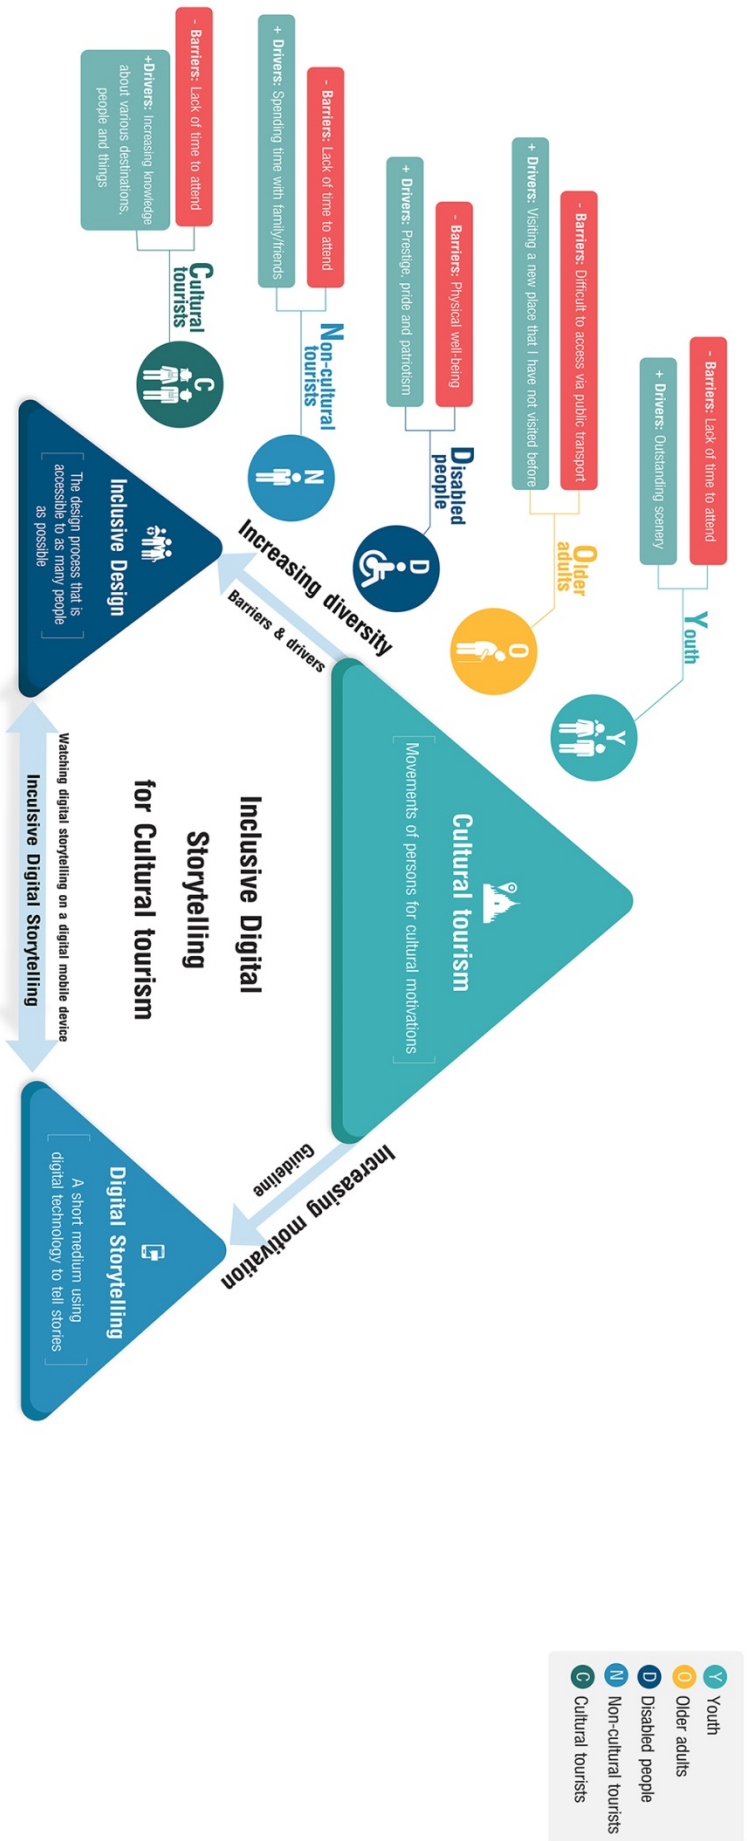 - Barriers: Lack of time to attend
+ Drivers: Outstanding scenery
Youth
Y
- Barriers: Difficult to access via public transport
+ Drivers: Visiting a new place that I have not visited before
Older
adults
O
- Barriers: Physical well-being
+ Drivers: Prestige, pride and patriotism
Disabled
people
D
- Barriers: Lack of time to attend
+ Drivers: Spending time with family/friends
Non-cultural
tourists
N
- Barriers: Lack of time to attend
+Drivers: Increasing knowledge
about various destinations,
people and things
Cultural
tourists
C
Cultural tourism
Movements of persons for cultural motivations
Increasing diversity
Barriers & drivers
Increasing motivation
Guideline
Inclusive Digital
Storytelling
for Cultural tourism
Inclusive Design
The design process that is
accessible to as many people
as possible
Watching digital storytelling on a digital mobile device
Inculsive Digital Storytelling
Digital Storytelling
A short medium using
digital technology to tell stories
Y Youth
O Older adults
D Disabled people
N Non-cultural tourists
C Cultural tourists